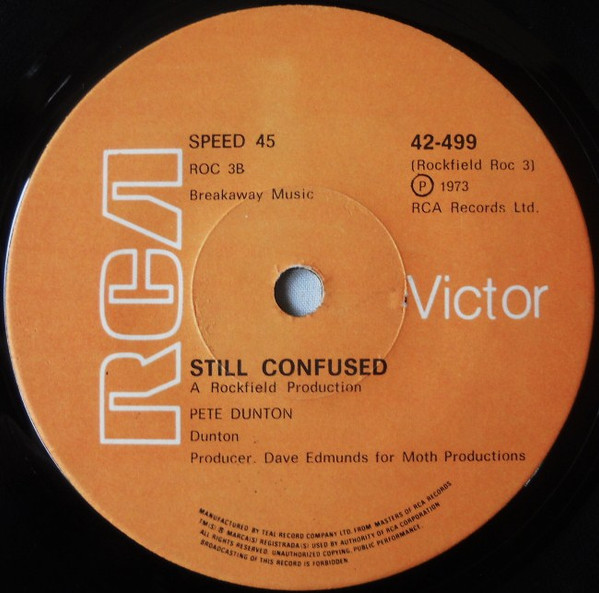 RCA
Victor
SPEED 45
ROC 3B
Breakaway Music
42-499
(Rockfield Roc 3)
Ⓟ 1973
RCA Records Ltd.
STILL CONFUSED
A Rockfield Production
PETE DUNTON
Dunton
Producer. Dave Edmunds for Moth Productions
MANUFACTURED BY TEAL RECORD COMPANY LTD. FROM MASTERS OF RCA RECORDS
TM(S) ® MARCA(S) REGISTRADA(S) USED BY AUTHORITY OF RCA CORPORATION
ALL RIGHTS RESERVED. UNAUTHORIZED COPYING, PUBLIC PERFORMANCE,
BROADCASTING OF THIS RECORD IS FORBIDDEN